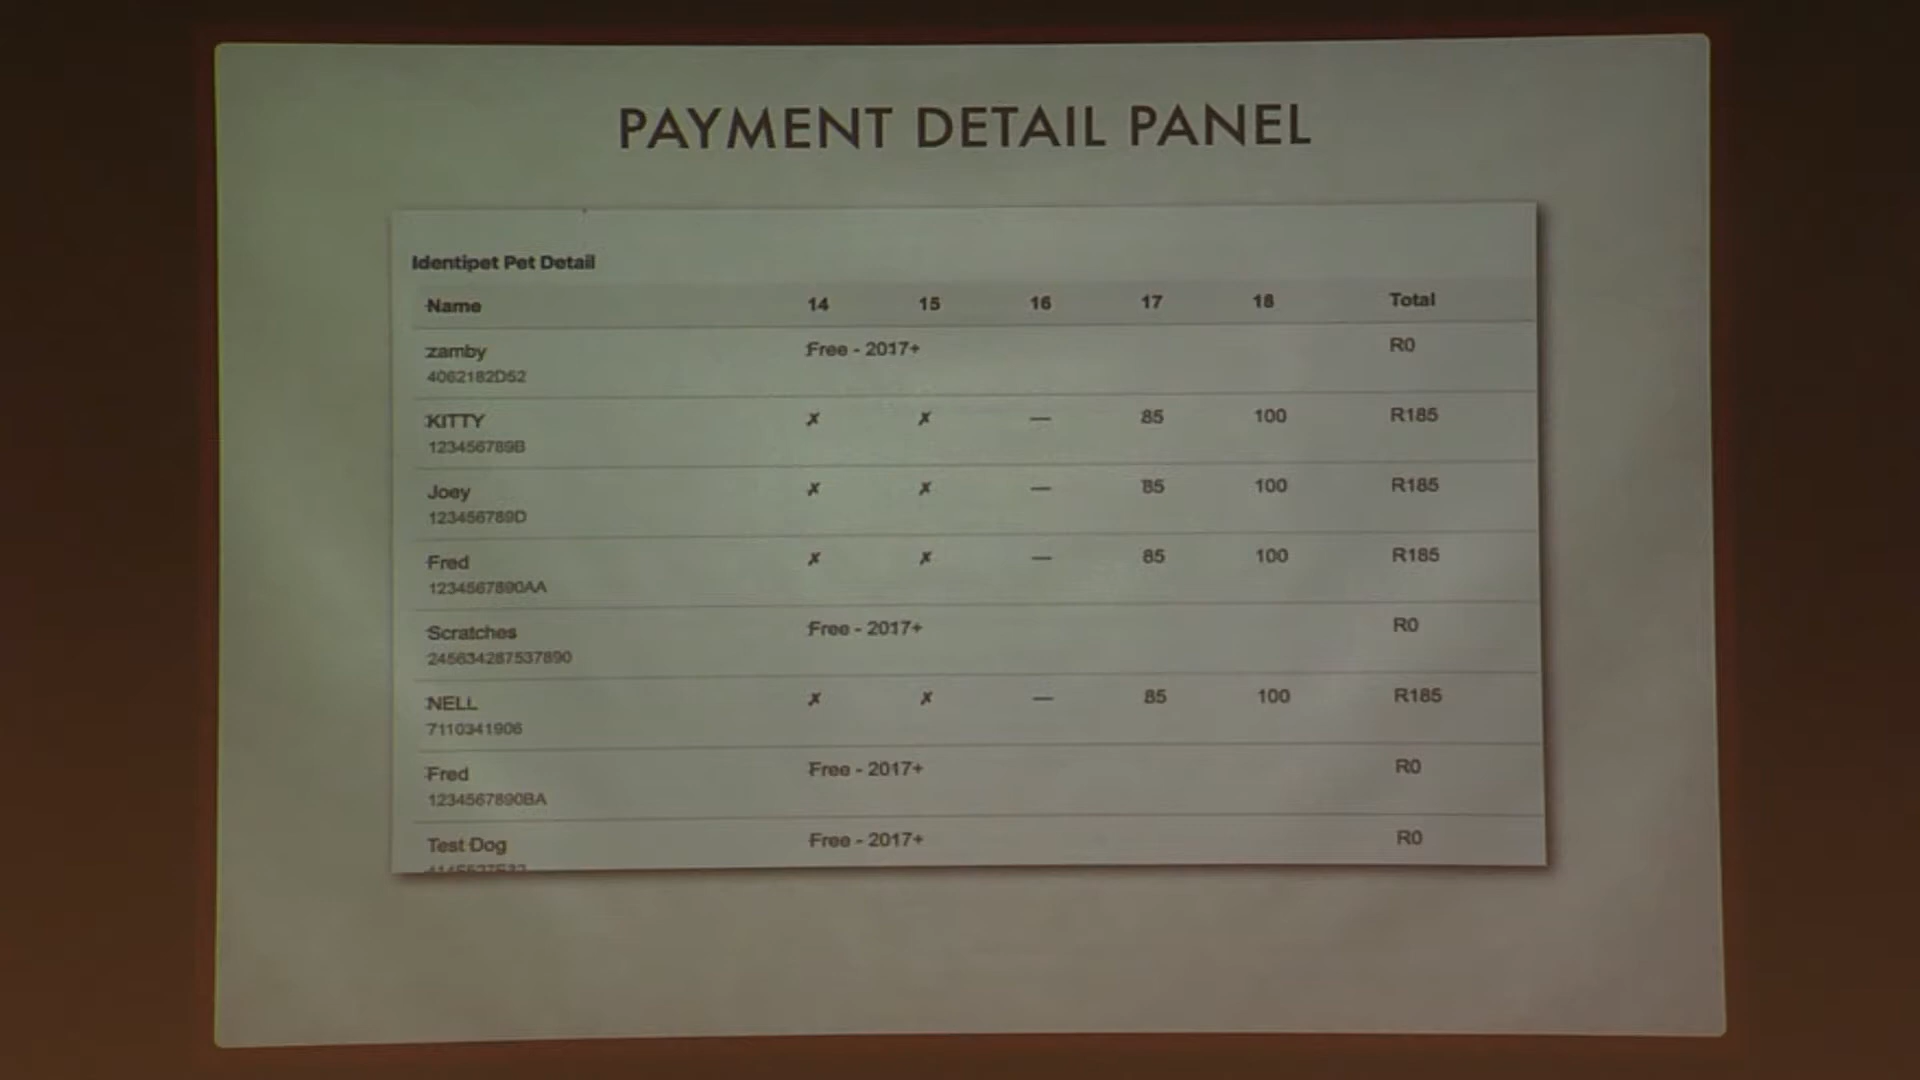 PAYMENT DETAIL PANEL
Identipet Pet Detail
Name 14 15 16 17 18 Total
zamby Free - 2017+ R0
4062182D52
KITTY ✗ ✗ — 85 100 R185
123456789B
Joey ✗ ✗ — 85 100 R185
123456789D
Fred ✗ ✗ — 85 100 R185
1234567890AA
Scratches Free - 2017+ R0
245634287537890
NELL ✗ ✗ — 85 100 R185
7110341906
Fred Free - 2017+ R0
1234567890BA
Test Dog Free - 2017+ R0